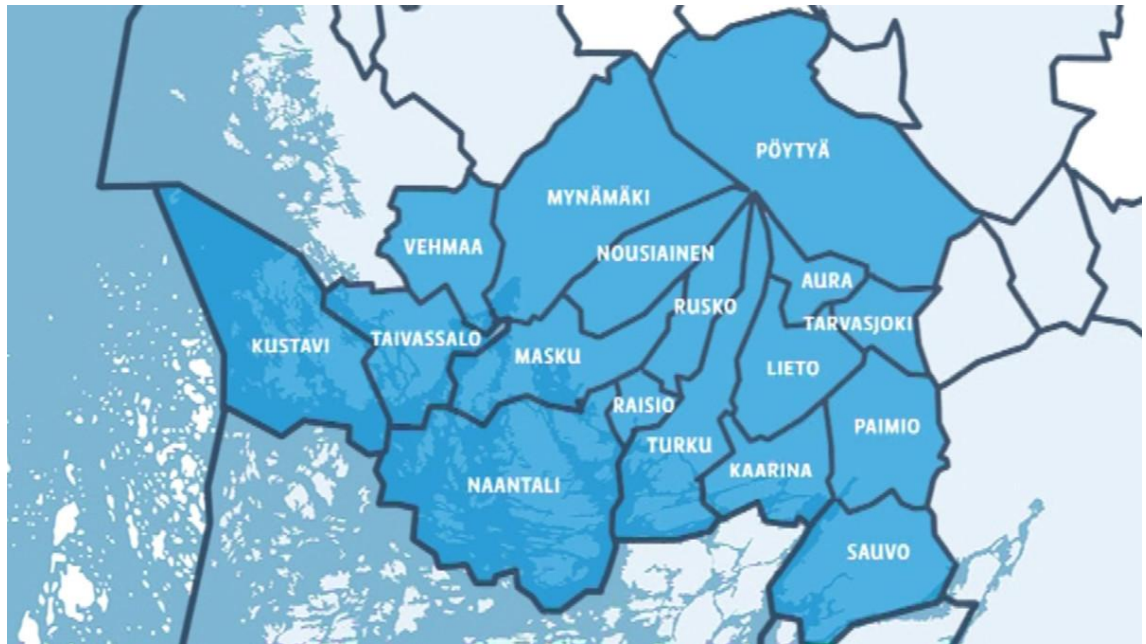 PÖYTYÄ
MYNÄMÄKI
VEHMAA
NOUSIAINEN
AURA
RUSKO
TARVASJOKI
KUSTAVI
TAIVASSALO
MASKU
LIETO
RAISIO
PAIMIO
TURKU
KAARINA
NAANTALI
SAUVO